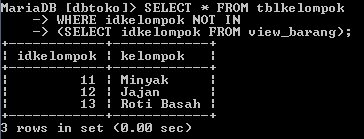 MariaDB [dbtoko]> SELECT * FROM tblkelompok
    -> WHERE idkelompok NOT IN
    -> (SELECT idkelompok FROM view_barang);
+------------+------------+
| idkelompok | kelompok   |
+------------+------------+
|         11 | Minyak     |
|         12 | Jajan      |
|         13 | Roti Basah |
+------------+------------+
3 rows in set (0.00 sec)